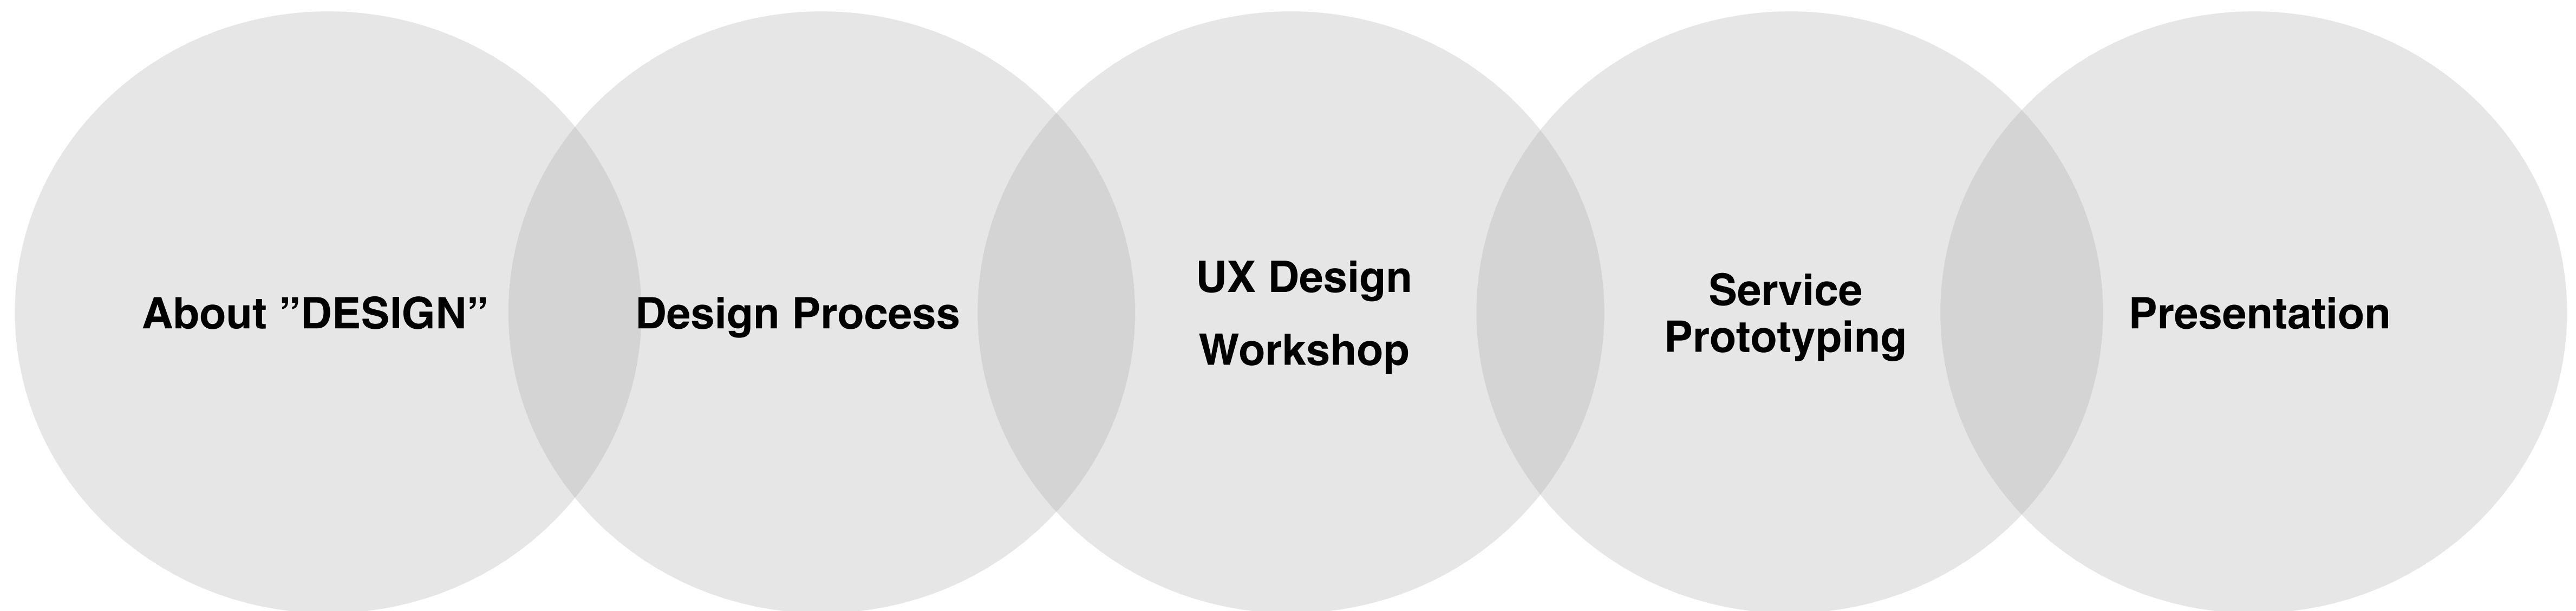 About ”DESIGN”
Design Process
UX Design
Workshop
Service
Prototyping
Presentation